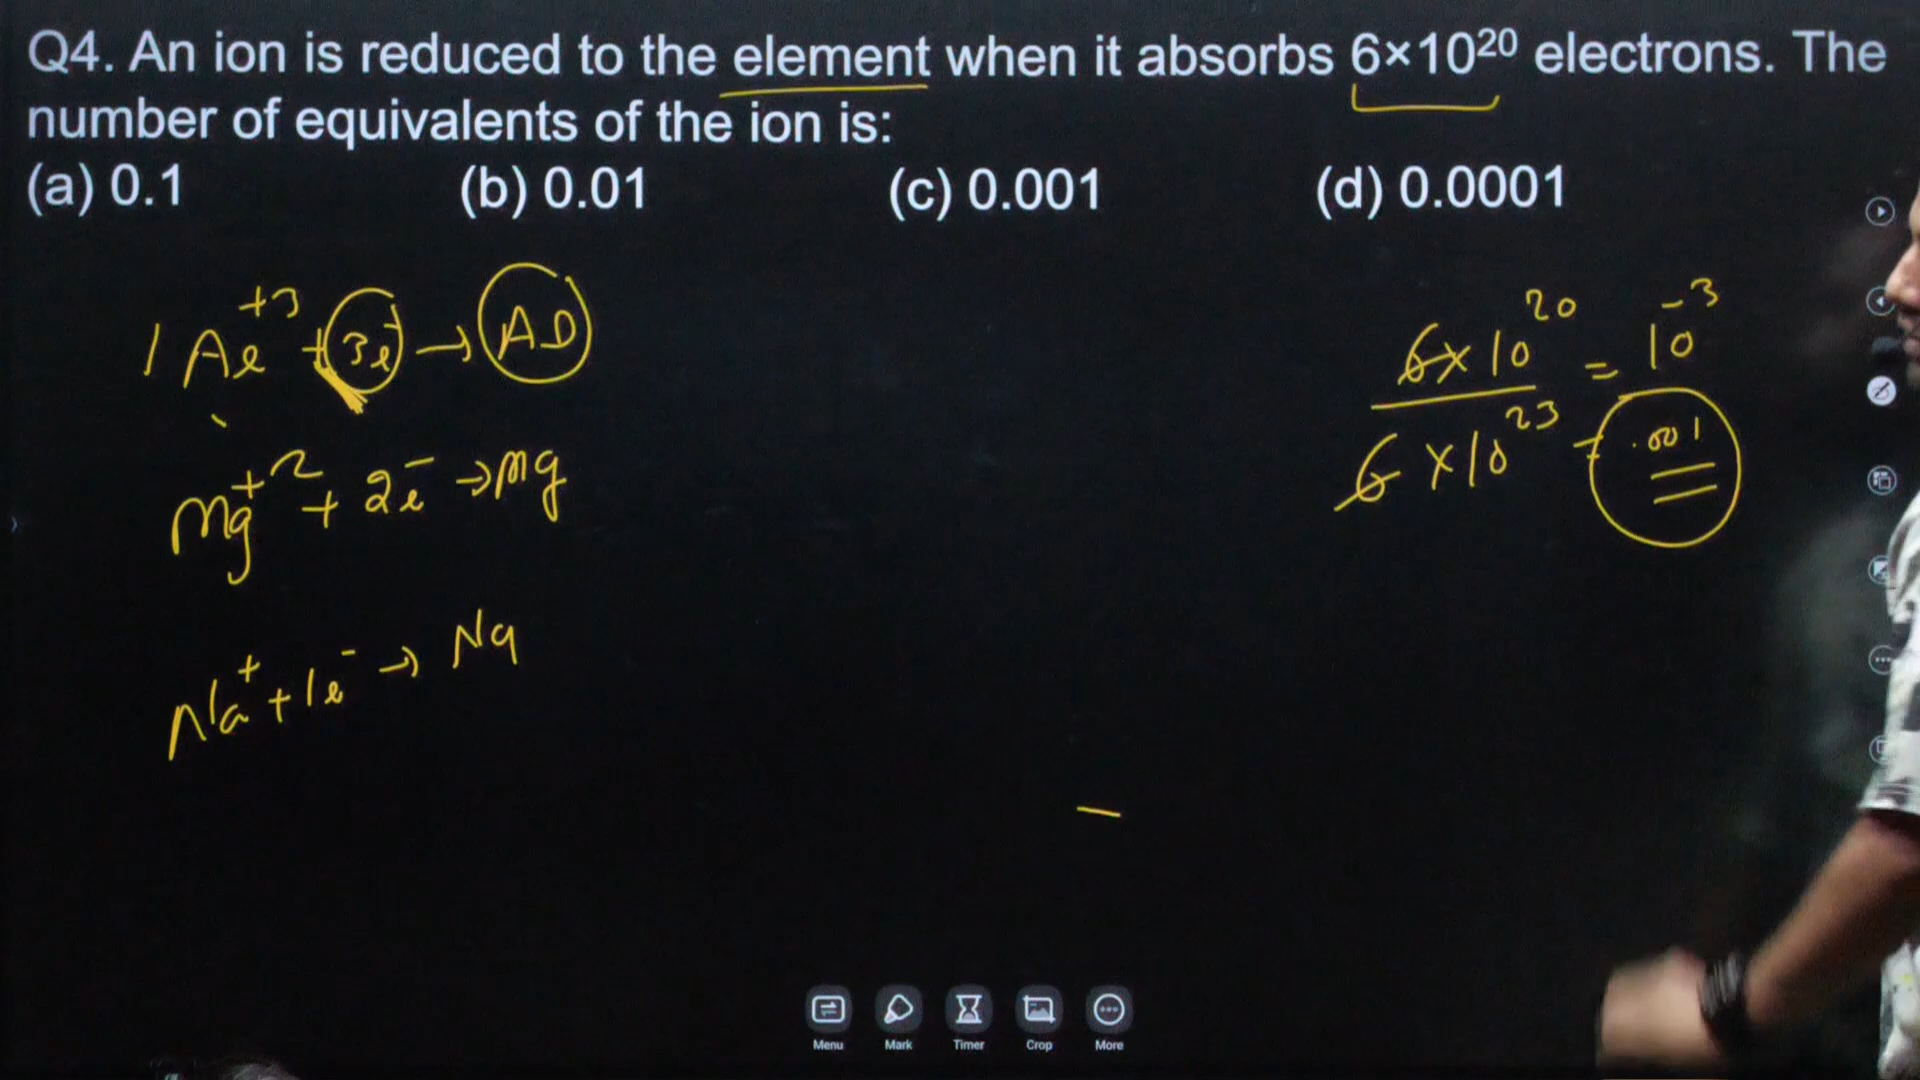 Q4. An ion is reduced to the element when it absorbs 6×10²⁰ electrons. The
number of equivalents of the ion is:
(a) 0.1 (b) 0.01 (c) 0.001 (d) 0.0001
1 Al⁺³ + 3e⁻ → Al
6×10²⁰ = 10⁻³
6×10²³ = .001
Mg⁺² + 2e⁻ → Mg
Na⁺ + 1e⁻ → Na
Menu Mark Timer Crop More